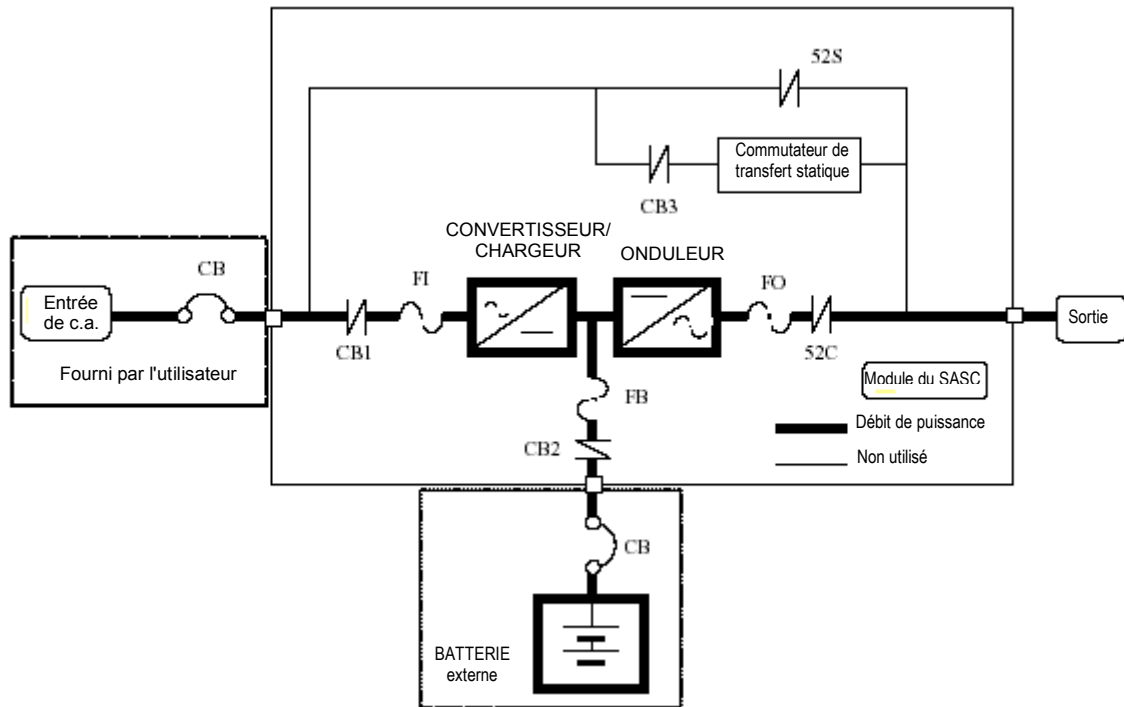 52S
Commutateur de
transfert statique
CB3
CONVERTISSEUR/
CHARGEUR
ONDULEUR
CB
FI
FO
Entrée
de c.a.
Sortie
CB1
52C
Fourni par l'utilisateur
Module du SASC
FB
Débit de puissance
CB2
Non utilisé
CB
BATTERIE
externe